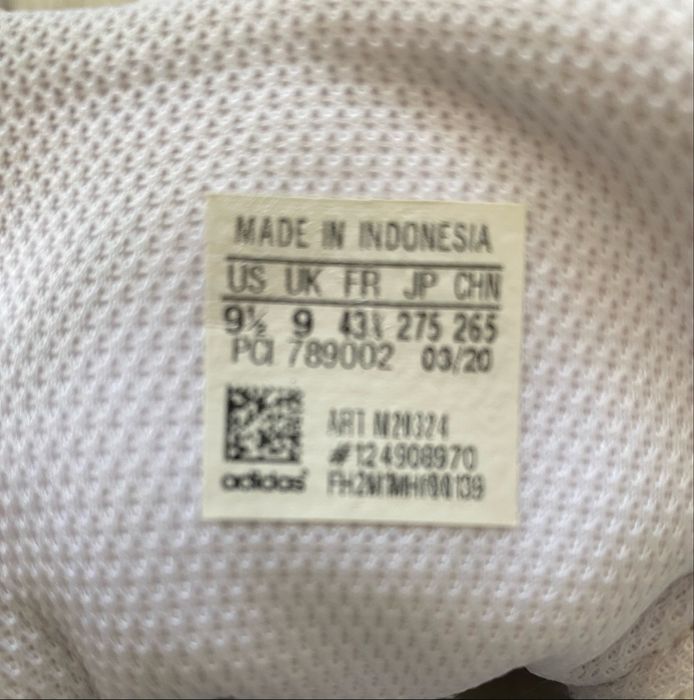 MADE IN INDONESIA
US UK FR JP CHN
9½ 9 43⅓ 275 265
PCI 789002 03/20
ART M20324
#124908970
adidas